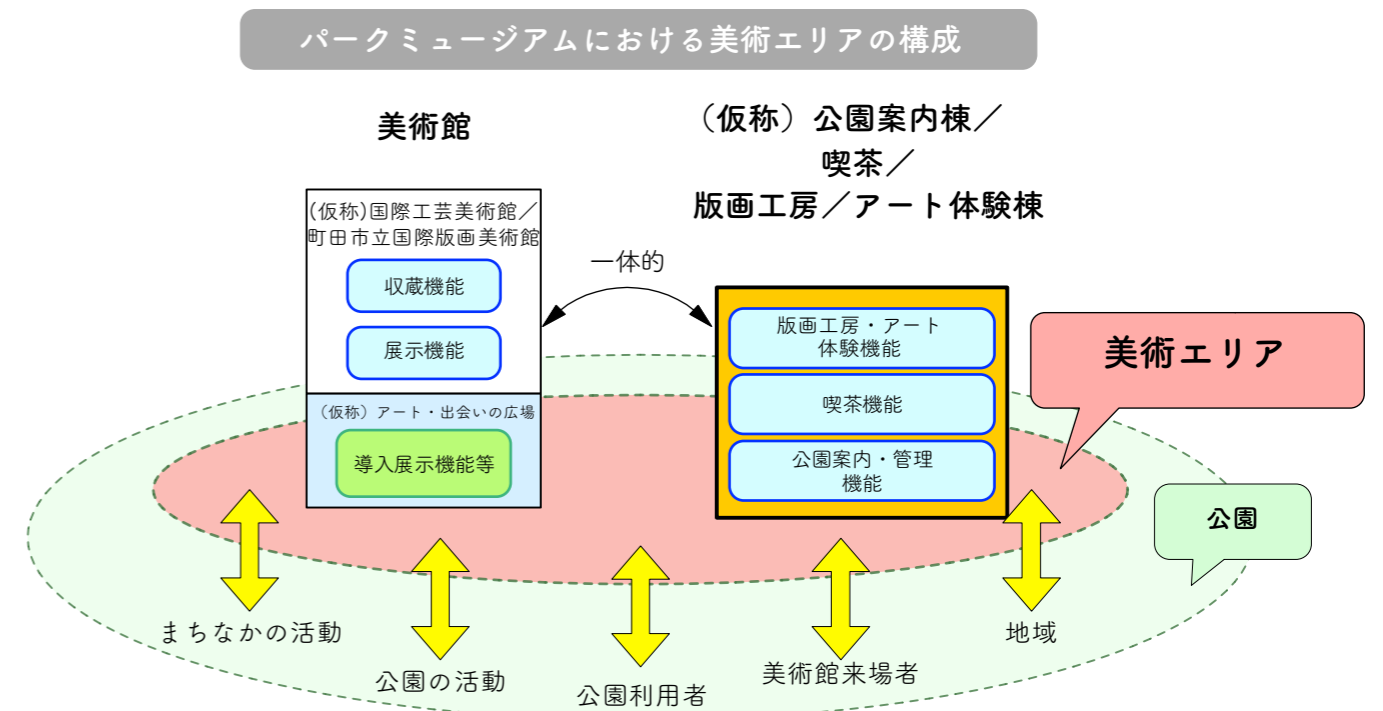 パークミュージアムにおける美術エリアの構成
美術館
（仮称）公園案内棟／
喫茶／
版画工房／アート体験棟
(仮称)国際工芸美術館／
町田市立国際版画美術館
収蔵機能
展示機能
（仮称）アート・出会いの広場
導入展示機能等
一体的
版画工房・アート
体験機能
喫茶機能
公園案内・管理
機能
美術エリア
公園
まちなかの活動
公園の活動
公園利用者
美術館来場者
地域